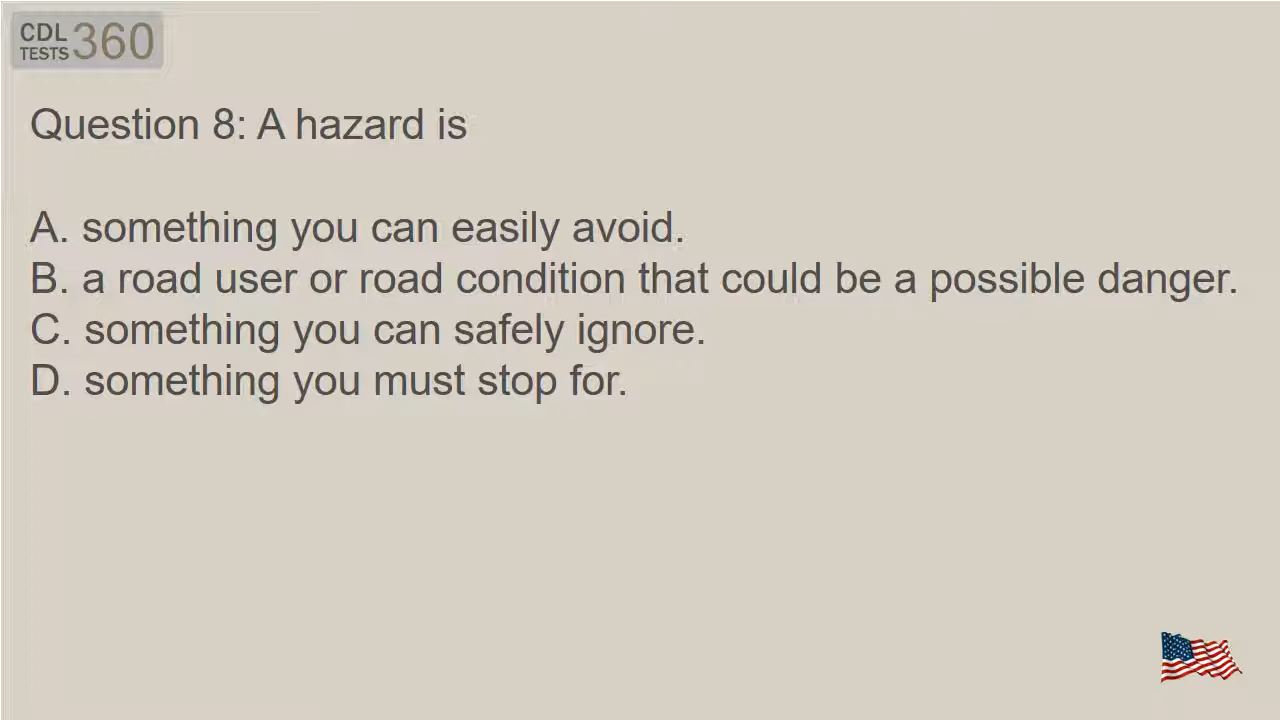 CDL
TESTS 360
Question 8: A hazard is
A. something you can easily avoid.
B. a road user or road condition that could be a possible danger.
C. something you can safely ignore.
D. something you must stop for.